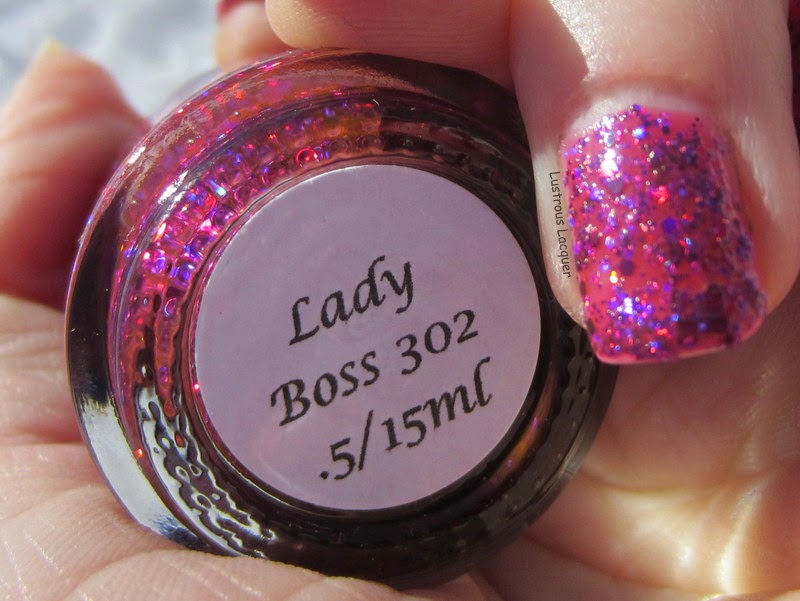 Lady
Boss 302
.5/15ml
Lustrous Lacquer